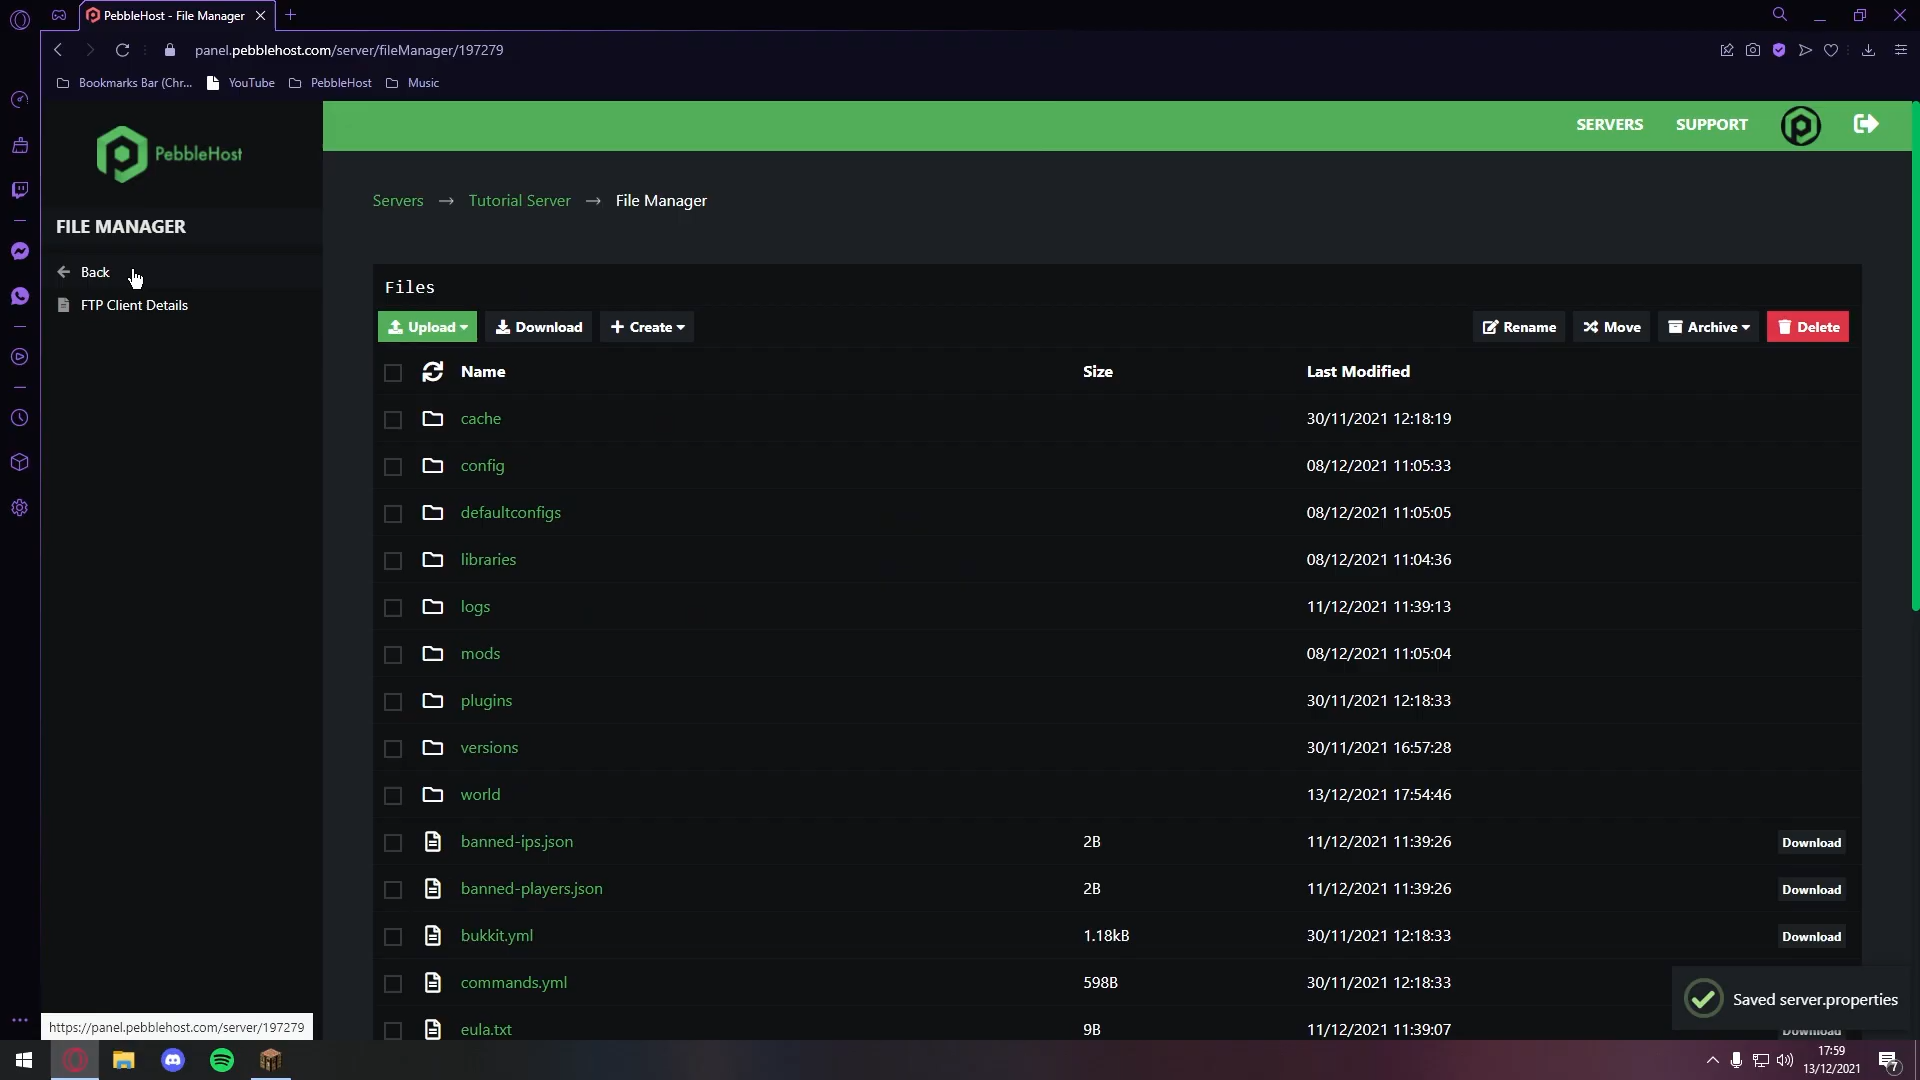 PebbleHost - File Manager
panel.pebblehost.com/server/fileManager/197279
Bookmarks Bar (Chr...
YouTube
PebbleHost
Music
PebbleHost
SERVERS
SUPPORT
FILE MANAGER
Back
FTP Client Details
Servers → Tutorial Server → File Manager
Files
Upload
Download
Create
Rename
Move
Archive
Delete
Name Size Last Modified
cache 30/11/2021 12:18:19
config 08/12/2021 11:05:33
defaultconfigs 08/12/2021 11:05:05
libraries 08/12/2021 11:04:36
logs 11/12/2021 11:39:13
mods 08/12/2021 11:05:04
plugins 30/11/2021 12:18:33
versions 30/11/2021 16:57:28
world 13/12/2021 17:54:46
banned-ips.json 2B 11/12/2021 11:39:26 Download
banned-players.json 2B 11/12/2021 11:39:26 Download
bukkit.yml 1.18kB 30/11/2021 12:18:33 Download
commands.yml 598B 30/11/2021 12:18:33
eula.txt 9B 11/12/2021 11:39:07 Download
Saved server.properties
https://panel.pebblehost.com/server/197279
17:59
13/12/2021
7